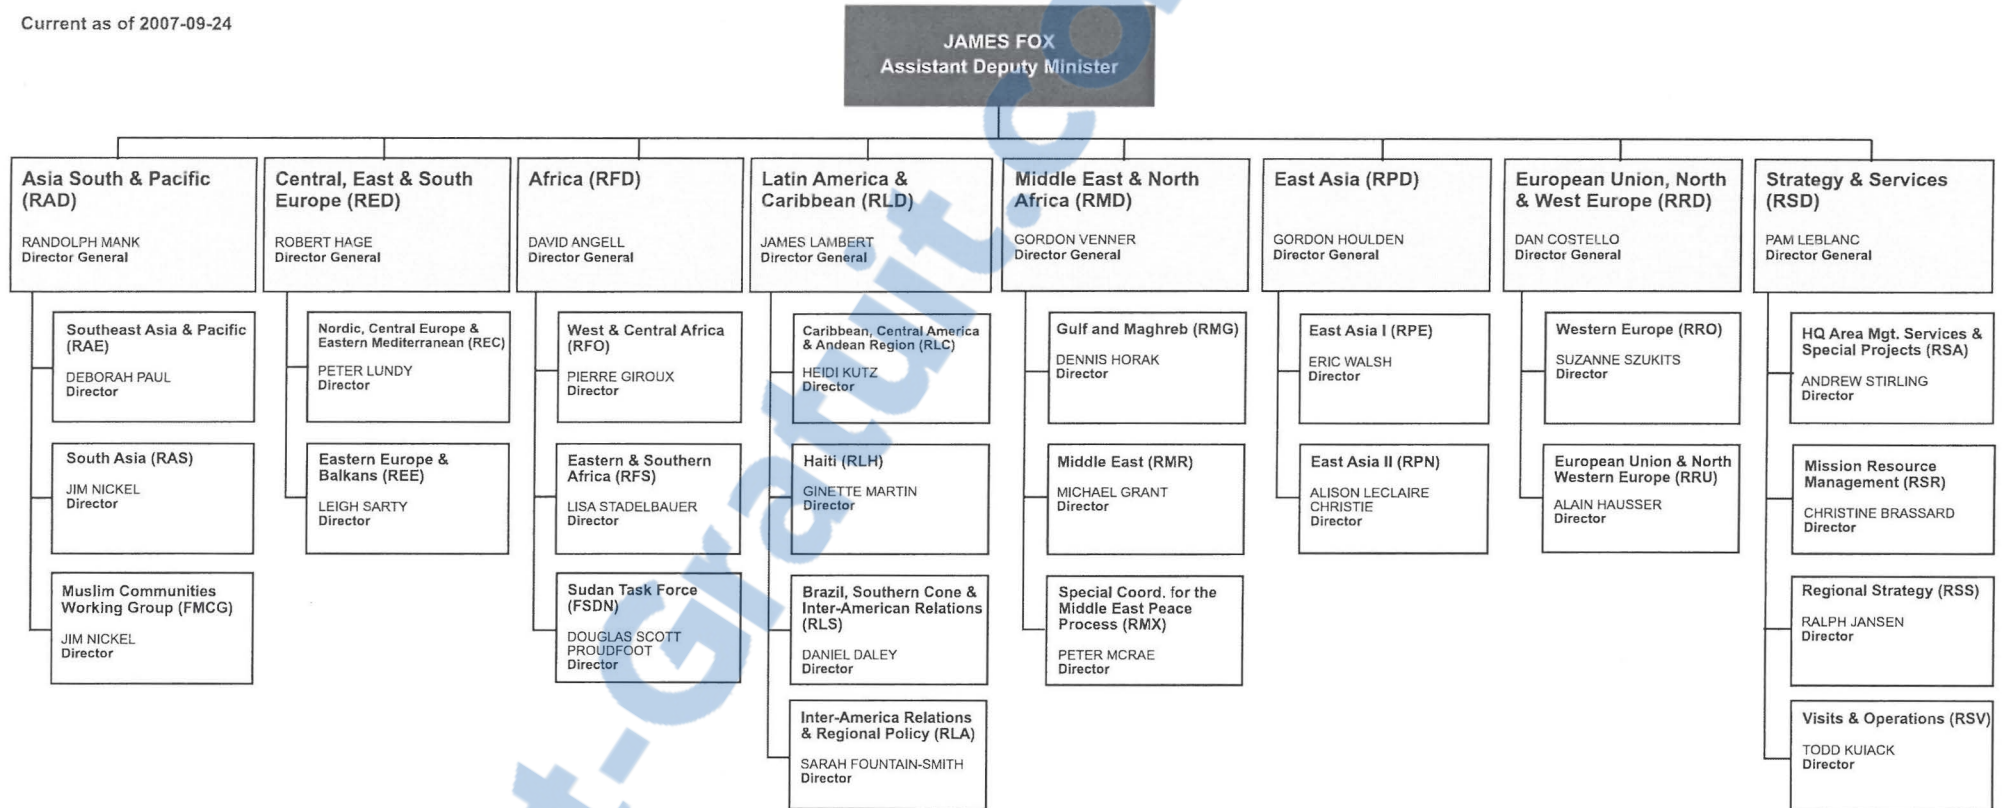 Current as of 2007-09-24
JAMES FOX
Assistant Deputy Minister
Asia South & Pacific
(RAD)
RANDOLPH MANK
Director General
Southeast Asia & Pacific
(RAE)
DEBORAH PAUL
Director
South Asia (RAS)
JIM NICKEL
Director
Muslim Communities
Working Group (FMCG)
JIM NICKEL
Director
Central, East & South
Europe (RED)
ROBERT HAGE
Director General
Nordic, Central Europe &
Eastern Mediterranean (REC)
PETER LUNDY
Director
Eastern Europe &
Balkans (REE)
LEIGH SARTY
Director
Africa (RFD)
DAVID ANGELL
Director General
West & Central Africa
(RFO)
PIERRE GIROUX
Director
Eastern & Southern
Africa (RFS)
LISA STADELBAUER
Director
Sudan Task Force
(FSDN)
DOUGLAS SCOTT
PROUDFOOT
Director
Latin America &
Caribbean (RLD)
JAMES LAMBERT
Director General
Caribbean, Central America
& Andean Region (RLC)
HEIDI KUTZ
Director
Haiti (RLH)
GINETTE MARTIN
Director
Brazil, Southern Cone &
Inter-American Relations
(RLS)
DANIEL DALEY
Director
Inter-America Relations
& Regional Policy (RLA)
SARAH FOUNTAIN-SMITH
Director
Middle East & North
Africa (RMD)
GORDON VENNER
Director General
Gulf and Maghreb (RMG)
DENNIS HORAK
Director
Middle East (RMR)
MICHAEL GRANT
Director
Special Coord. for the
Middle East Peace
Process (RMX)
PETER MCRAE
Director
East Asia (RPD)
GORDON HOULDEN
Director General
East Asia I (RPE)
ERIC WALSH
Director
East Asia II (RPN)
ALISON LECLAIRE
CHRISTIE
Director
European Union, North
& West Europe (RRD)
DAN COSTELLO
Director General
Western Europe (RRO)
SUZANNE SZUKITS
Director
European Union & North
Western Europe (RRU)
ALAIN HAUSSER
Director
Strategy & Services
(RSD)
PAM LEBLANC
Director General
HQ Area Mgt. Services &
Special Projects (RSA)
ANDREW STIRLING
Director
Mission Resource
Management (RSR)
CHRISTINE BRASSARD
Director
Regional Strategy (RSS)
RALPH JANSEN
Director
Visits & Operations (RSV)
TODD KUIACK
Director
t-Gratuit.co